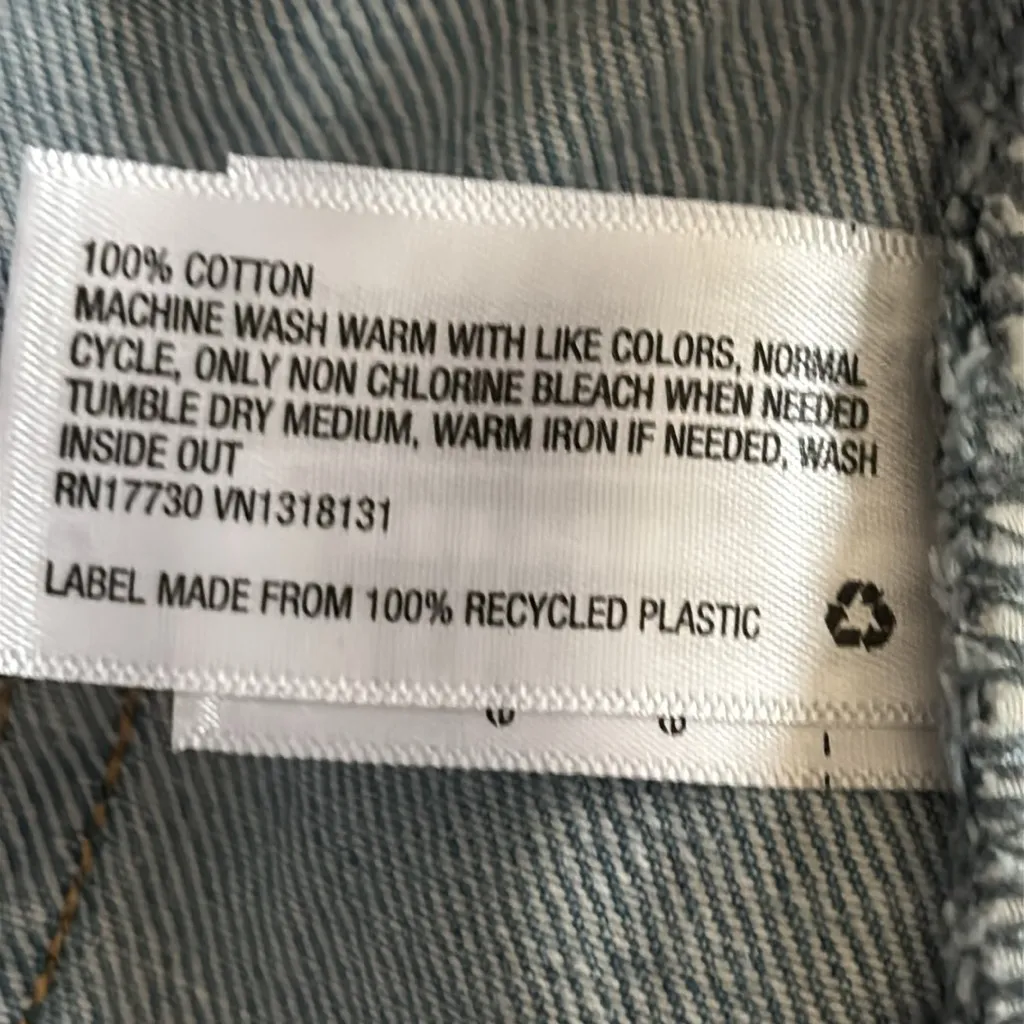 100% COTTON
MACHINE WASH WARM WITH LIKE COLORS, NORMAL
CYCLE, ONLY NON CHLORINE BLEACH WHEN NEEDED
TUMBLE DRY MEDIUM, WARM IRON IF NEEDED, WASH
INSIDE OUT
RN17730 VN1318131
LABEL MADE FROM 100% RECYCLED PLASTIC